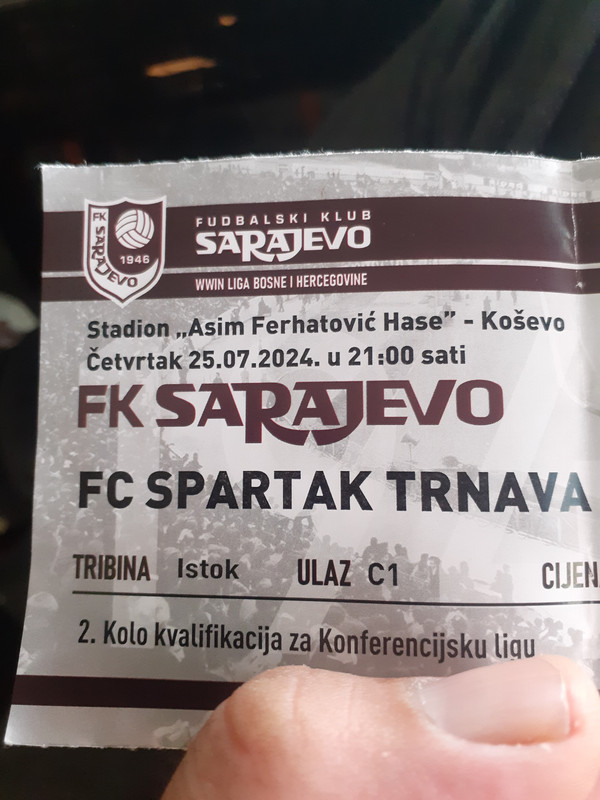 FK SARAJEVO
1946
FUDBALSKI KLUB
SARAJEVO
WWIN LIGA BOSNE I HERCEGOVINE
Stadion „Asim Ferhatović Hase” - Koševo
Četvrtak 25.07.2024. u 21:00 sati
FK SARAJEVO
FC SPARTAK TRNAVA
TRIBINA Istok ULAZ C1 CIJEN
2. Kolo kvalifikacija za Konferencijsku ligu